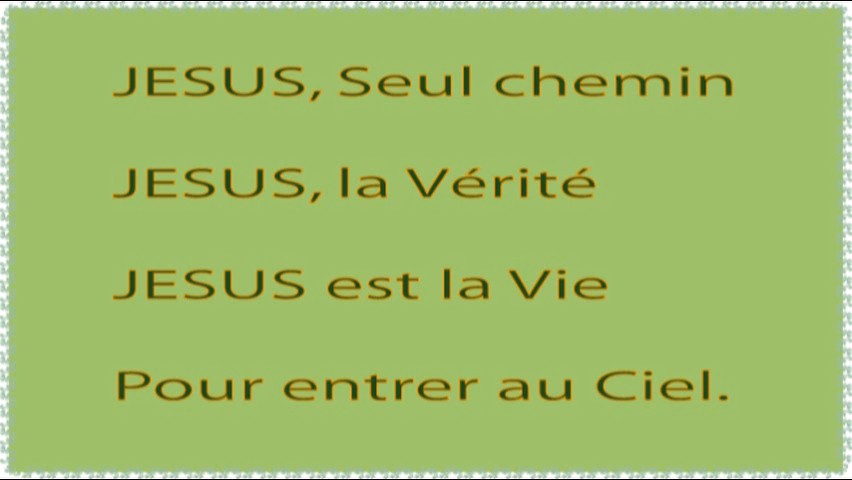 JESUS, Seul chemin
JESUS, la Vérité
JESUS est la Vie
Pour entrer au Ciel.